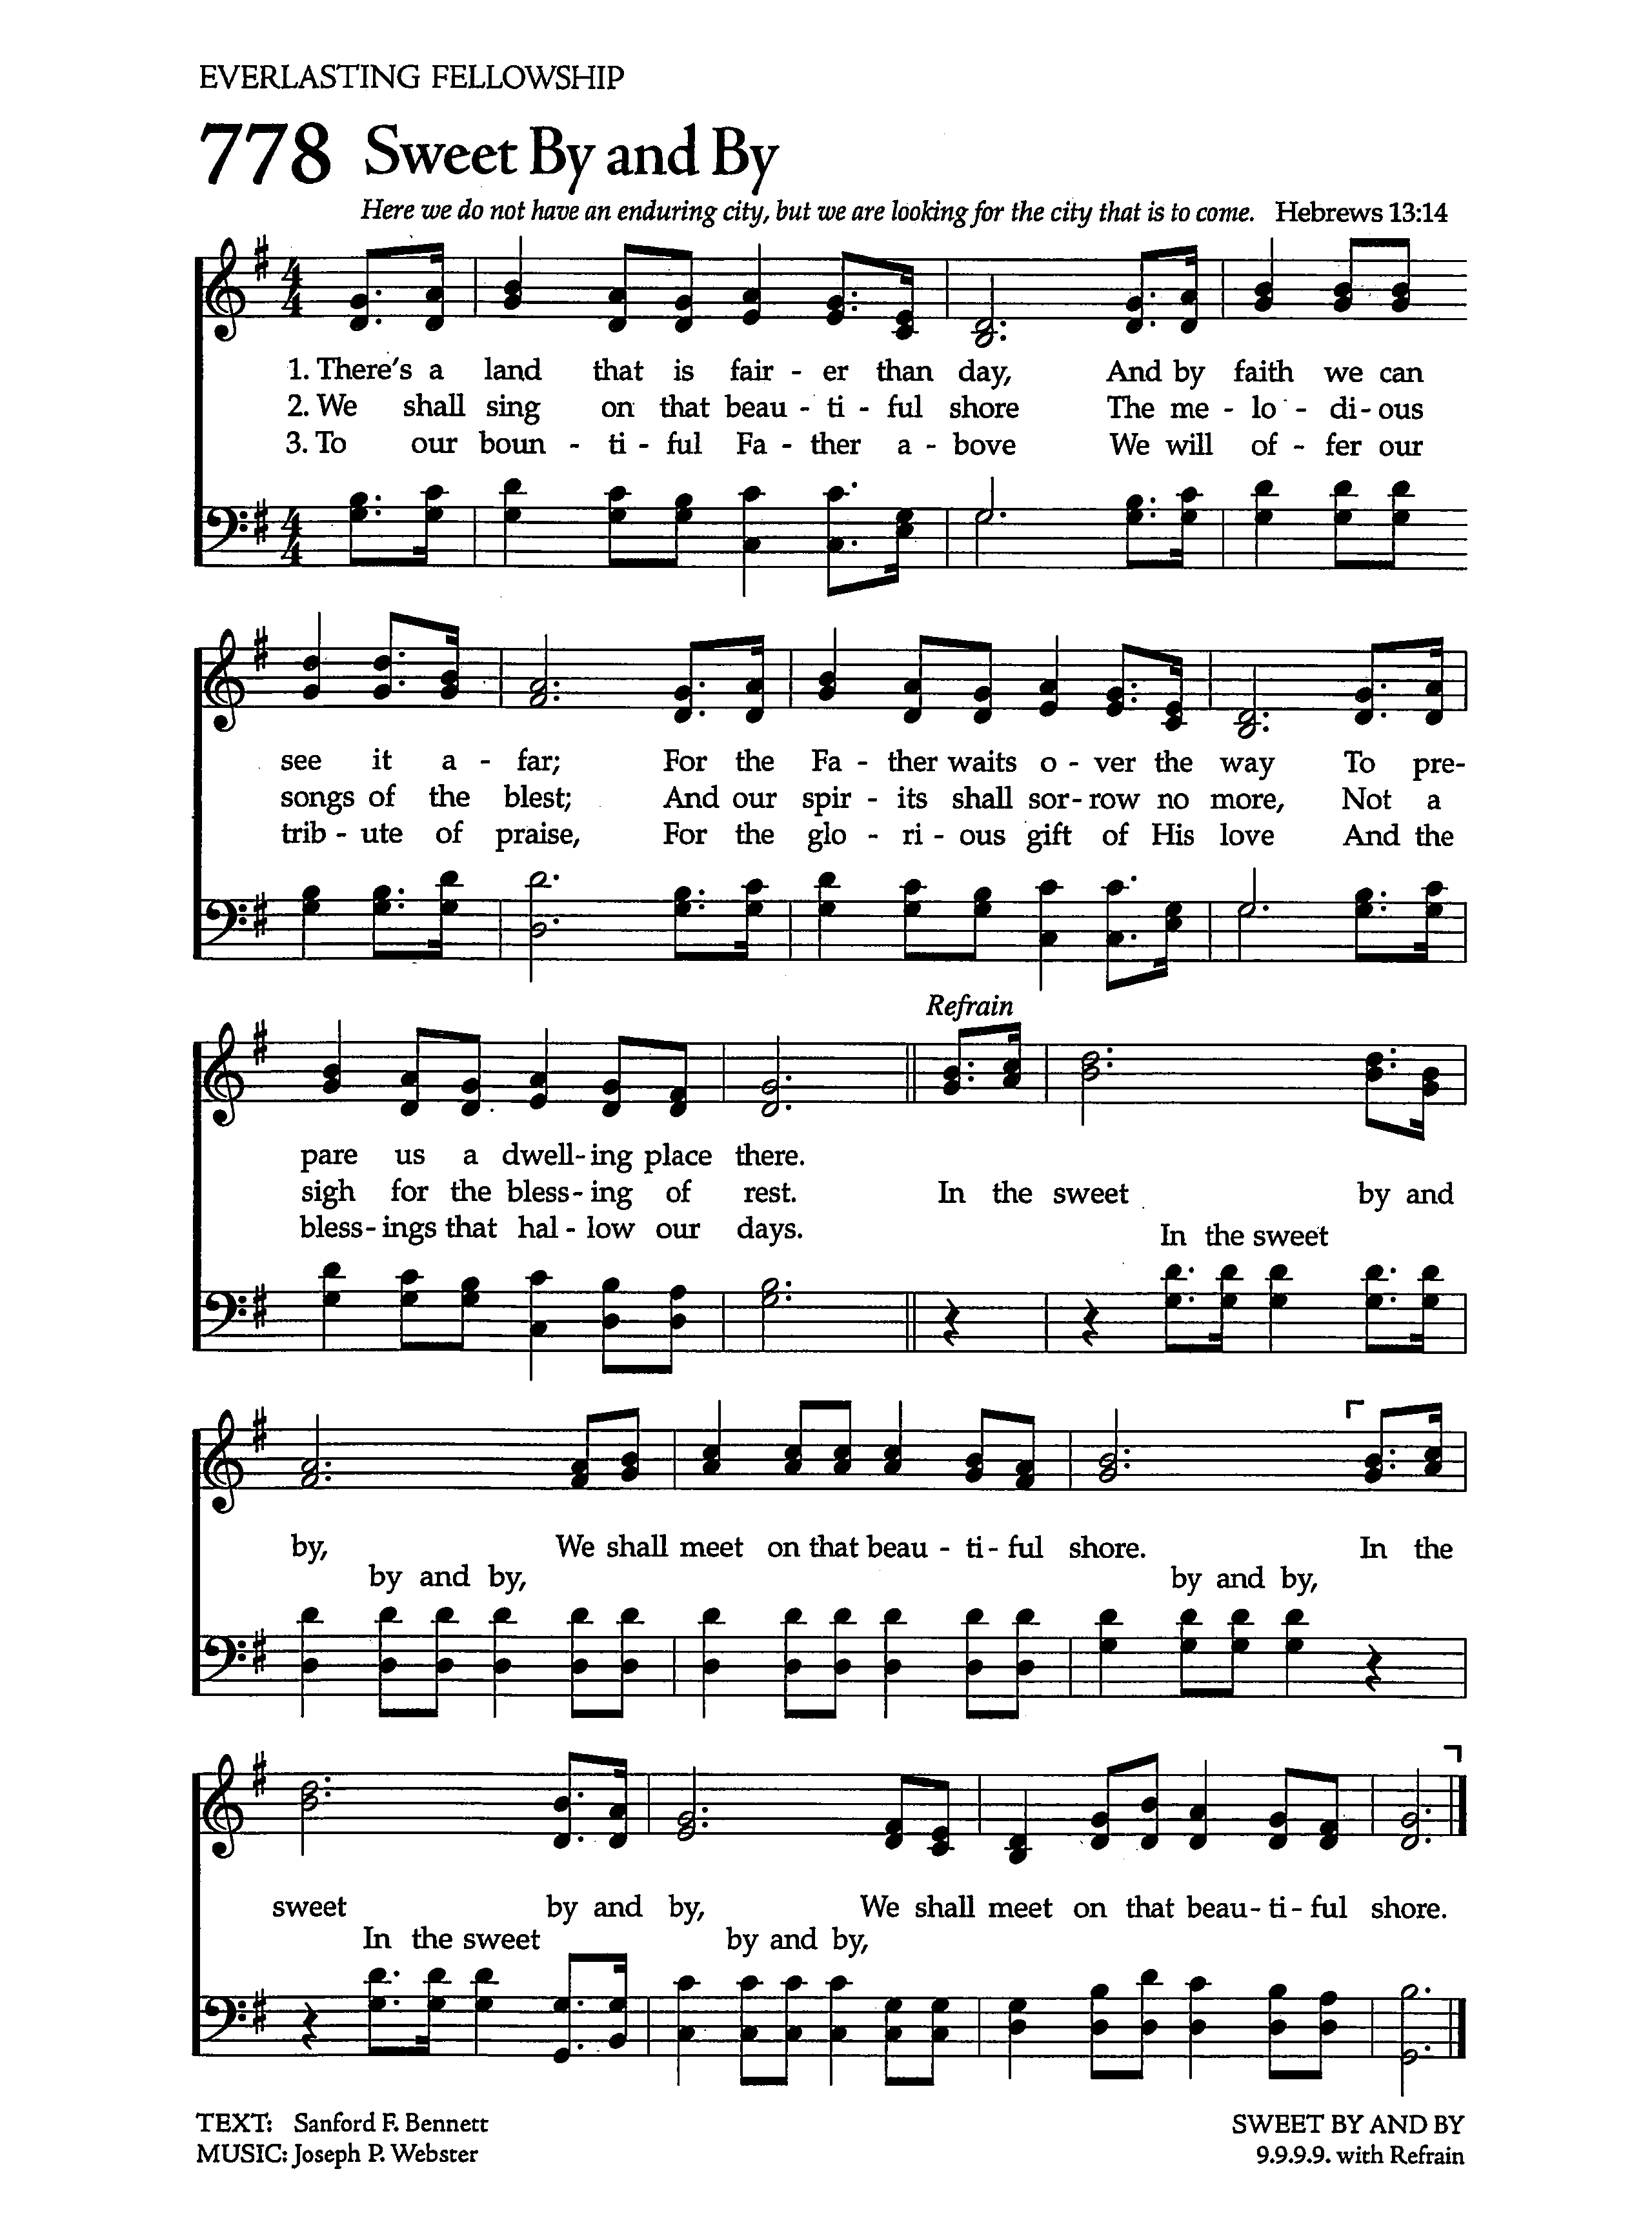 EVERLASTING FELLOWSHIP
778 Sweet By and By
Here we do not have an enduring city, but we are looking for the city that is to come. Hebrews 13:14
4
4
1. There's a land that is fair - er than day, And by faith we can
2. We shall sing on that beau - ti - ful shore The me - lo - di - ous
3. To our boun - ti - ful Fa - ther a - bove We will of - fer our
4
4
see it a - far; For the Fa - ther waits o - ver the way To pre-
songs of the blest; And our spir - its shall sor - row no more, Not a
trib - ute of praise, For the glo - ri - ous gift of His love And the
Refrain
pare us a dwell - ing place there.
sigh for the bless - ing of rest. In the sweet by and
bless - ings that hal - low our days.
In the sweet
by, We shall meet on that beau - ti - ful shore. In the
by and by, by and by,
sweet by and by, We shall meet on that beau - ti - ful shore.
In the sweet by and by,
TEXT: Sanford F. Bennett
MUSIC: Joseph P. Webster
SWEET BY AND BY
9.9.9.9. with Refrain